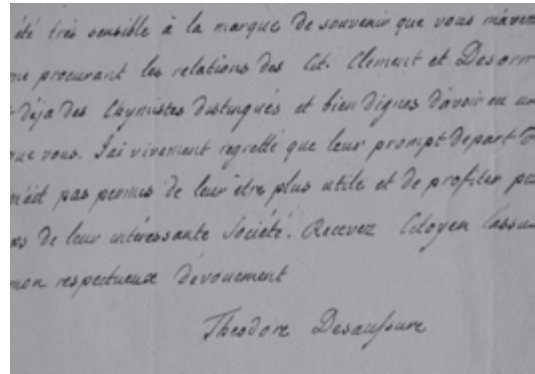 été très sensible à la marque de souvenir que vous m'avez
me procurant les relations des Cit. Clement et Desorm
déja des Chymistes distingués et bien dignes d'avoir eu un
que vous. J'ai vivement regretté que leur prompt depart
m'ait pas permis de leur être plus utile et de profiter
de leur intéressante Société. Recevez Citoyen l'assu
mon respectueux dévouement
Theodore Desaussure